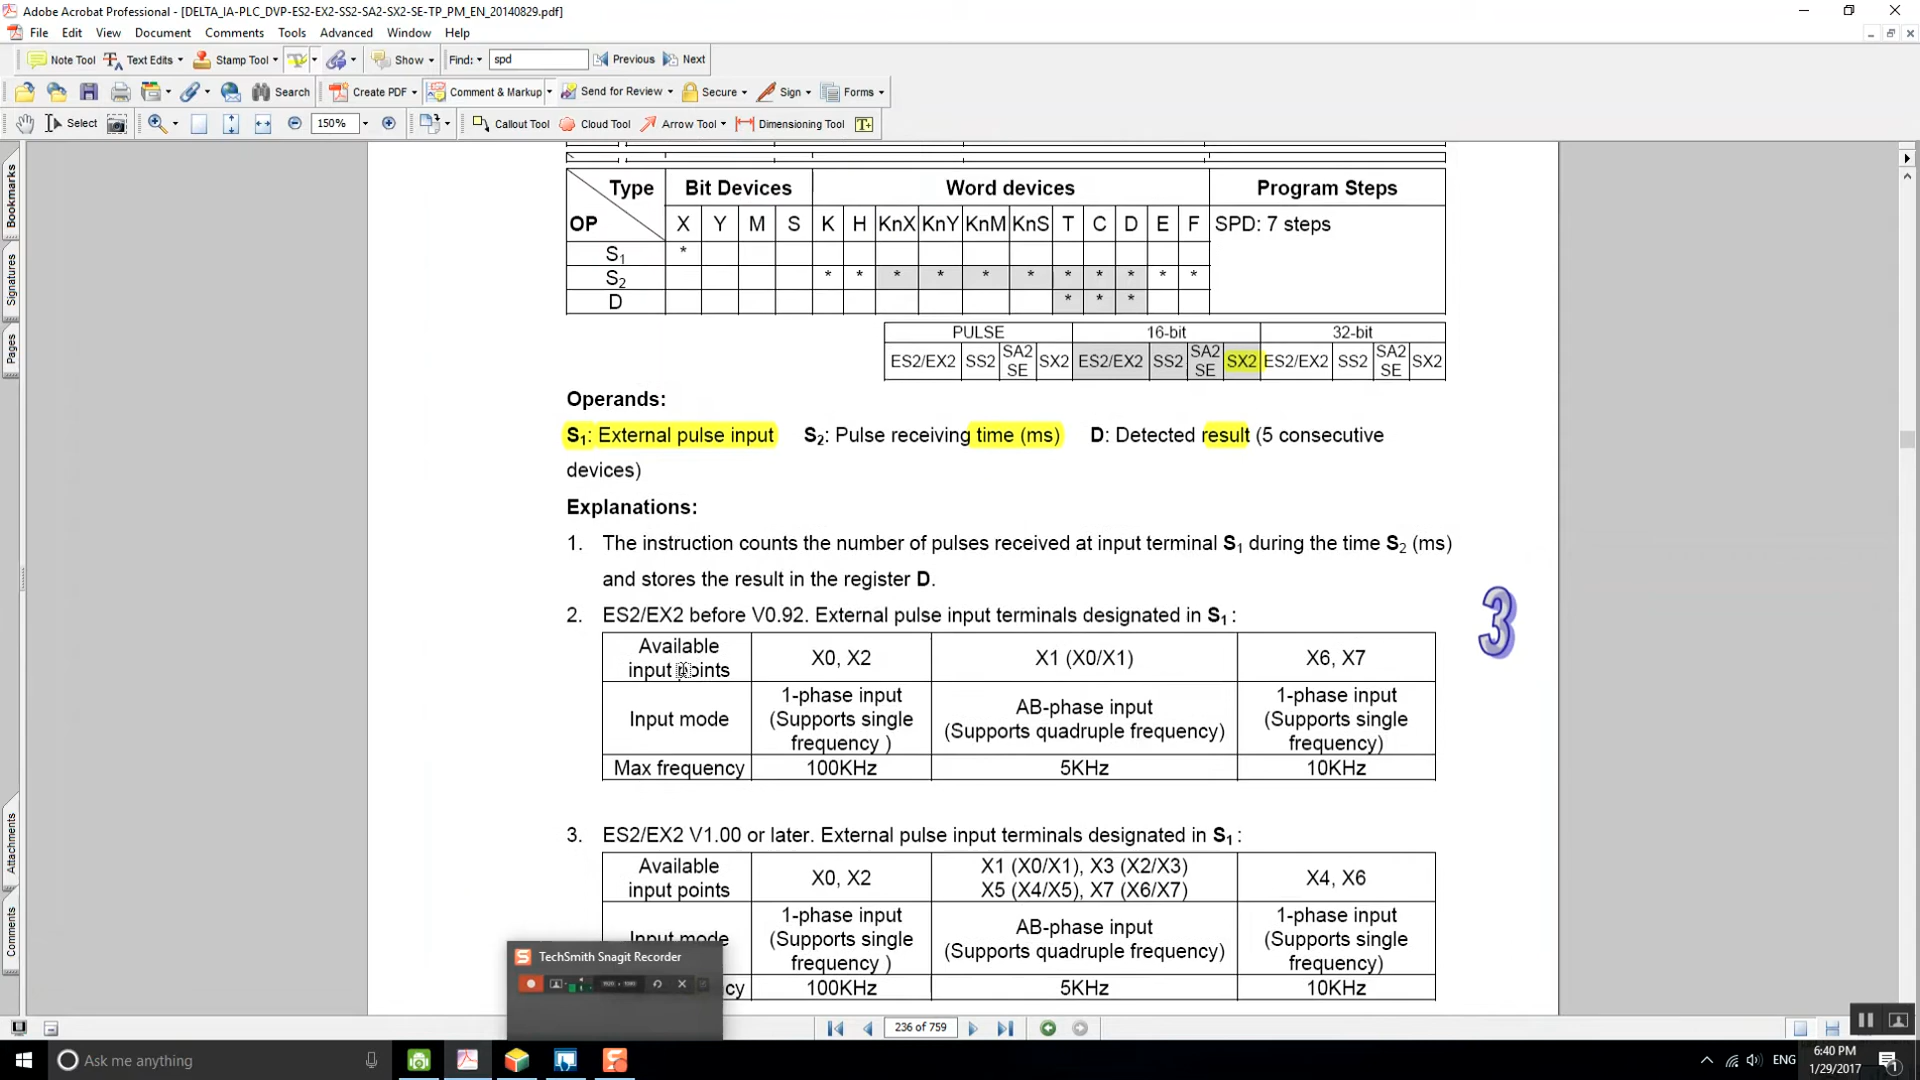 Adobe Acrobat Professional - [DELTA_IA-PLC_DVP-ES2-EX2-SS2-SA2-SX2-SE-TP_PM_EN_20140829.pdf]
File Edit View Document Comments Tools Advanced Window Help
Note Tool Text Edits Stamp Tool Show Find: spd Previous Next
Search Create PDF Comment & Markup Send for Review Secure Sign Forms
Select 150% Callout Tool Cloud Tool Arrow Tool Dimensioning Tool T+
Bookmarks
Signatures
Pages
Attachments
Comments
Type Bit Devices Word devices Program Steps
OP X Y M S K H KnX KnY KnM KnS T C D E F SPD: 7 steps
S1 *
S2 * * * * * * * * * * *
D * * *
PULSE 16-bit 32-bit
ES2/EX2 SS2 SA2 SE SX2 ES2/EX2 SS2 SA2 SE SX2 ES2/EX2 SS2 SA2 SE SX2
Operands:
S1: External pulse input S2: Pulse receiving time (ms) D: Detected result (5 consecutive
devices)
Explanations:
1. The instruction counts the number of pulses received at input terminal S1 during the time S2 (ms)
and stores the result in the register D.
3
2. ES2/EX2 before V0.92. External pulse input terminals designated in S1 :
Available input points X0, X2 X1 (X0/X1) X6, X7
Input mode 1-phase input (Supports single frequency ) AB-phase input (Supports quadruple frequency) 1-phase input (Supports single frequency)
Max frequency 100KHz 5KHz 10KHz
3. ES2/EX2 V1.00 or later. External pulse input terminals designated in S1 :
Available input points X0, X2 X1 (X0/X1), X3 (X2/X3) X5 (X4/X5), X7 (X6/X7) X4, X6
Input mode 1-phase input (Supports single frequency ) AB-phase input (Supports quadruple frequency) 1-phase input (Supports single frequency)
cy 100KHz 5KHz 10KHz
TechSmith Snagit Recorder
236 of 759
Ask me anything
ENG
6:40 PM
1/29/2017
1